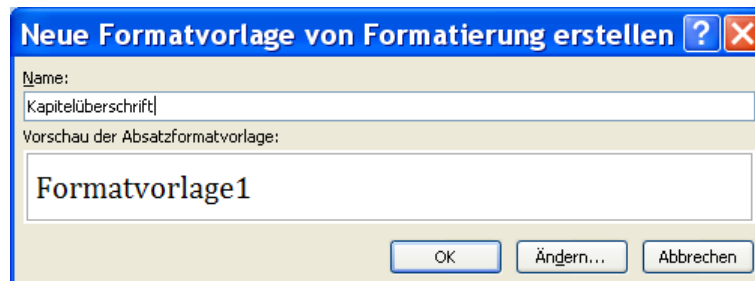 Neue Formatvorlage von Formatierung erstellen ?
Name:
Kapitelüberschrift
Vorschau der Absatzformatvorlage:
Formatvorlage1
OK Ändern... Abbrechen